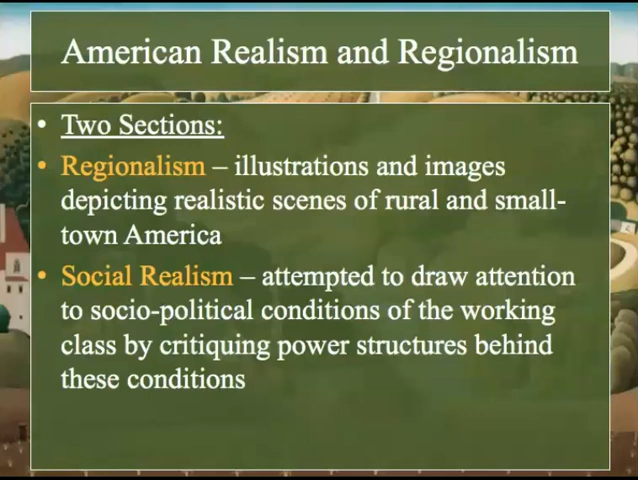 American Realism and Regionalism
• Two Sections:
• Regionalism – illustrations and images
depicting realistic scenes of rural and small-
town America
• Social Realism – attempted to draw attention
to socio-political conditions of the working
class by critiquing power structures behind
these conditions